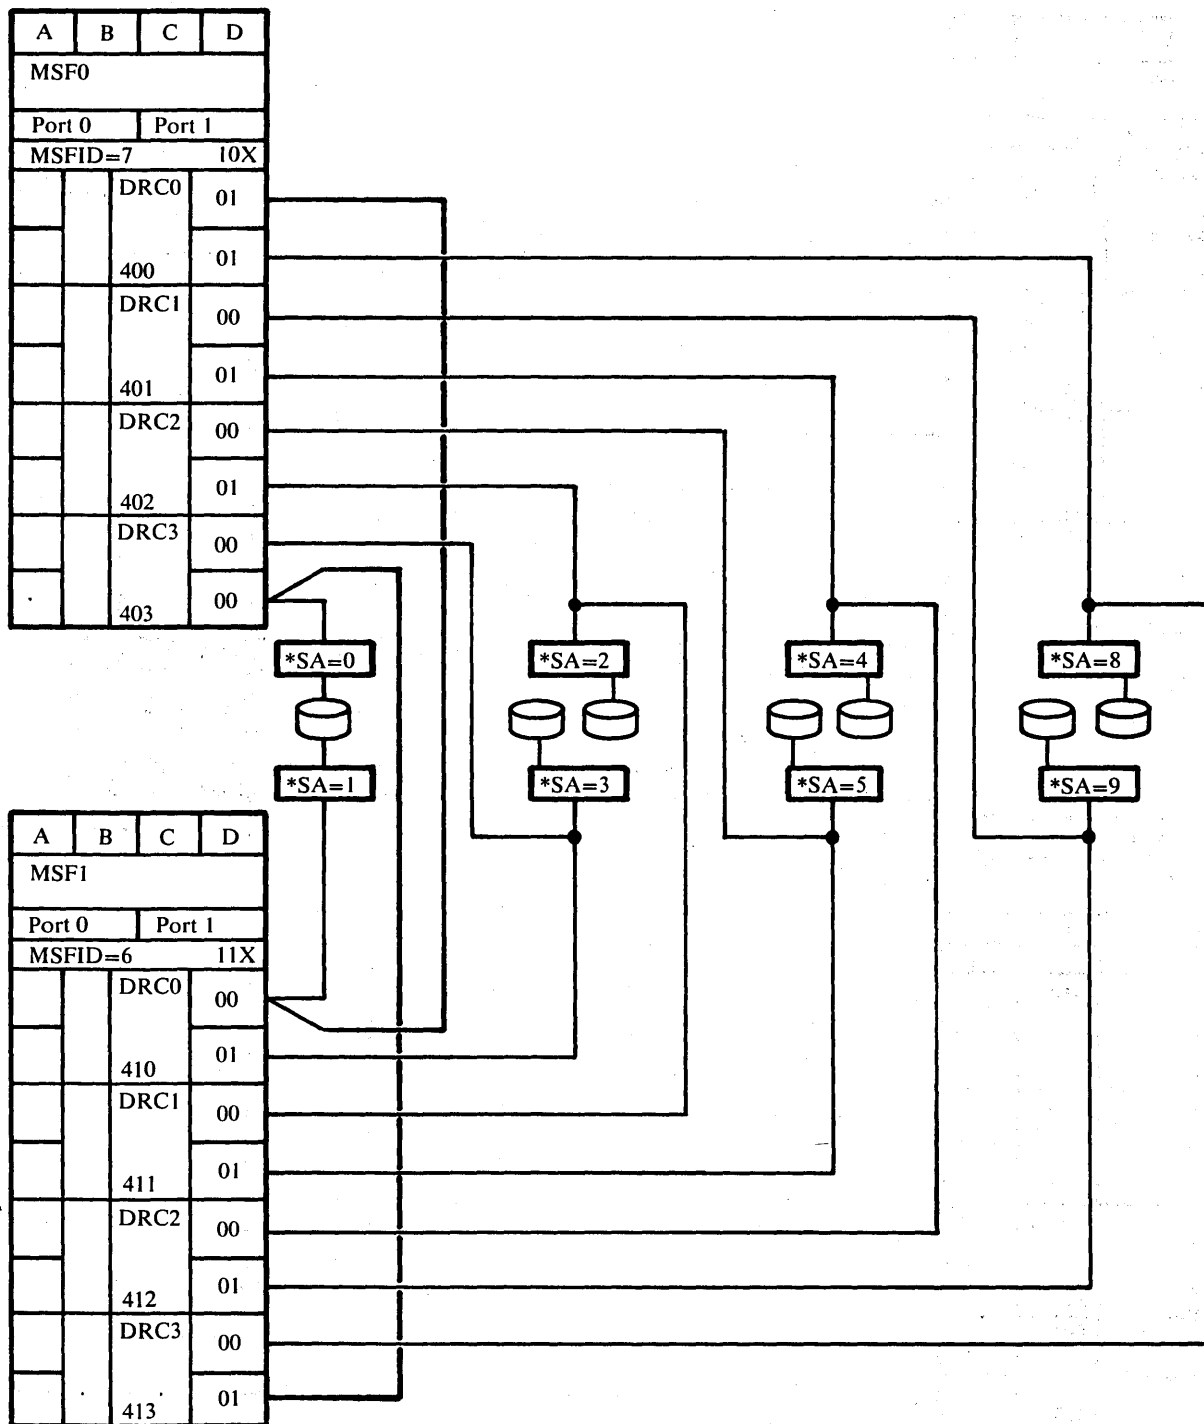 A B C D
MSF0
Port 0 Port 1
MSFID=7 10X
DRC0 01
400 01
DRC1 00
401 01
DRC2 00
402 01
DRC3 00
403 00
*SA=0 *SA=2 *SA=4 *SA=8
*SA=1 *SA=3 *SA=5 *SA=9
A B C D
MSF1
Port 0 Port 1
MSFID=6 11X
DRC0 00
410 01
DRC1 00
411 01
DRC2 00
412 01
DRC3 00
413 01